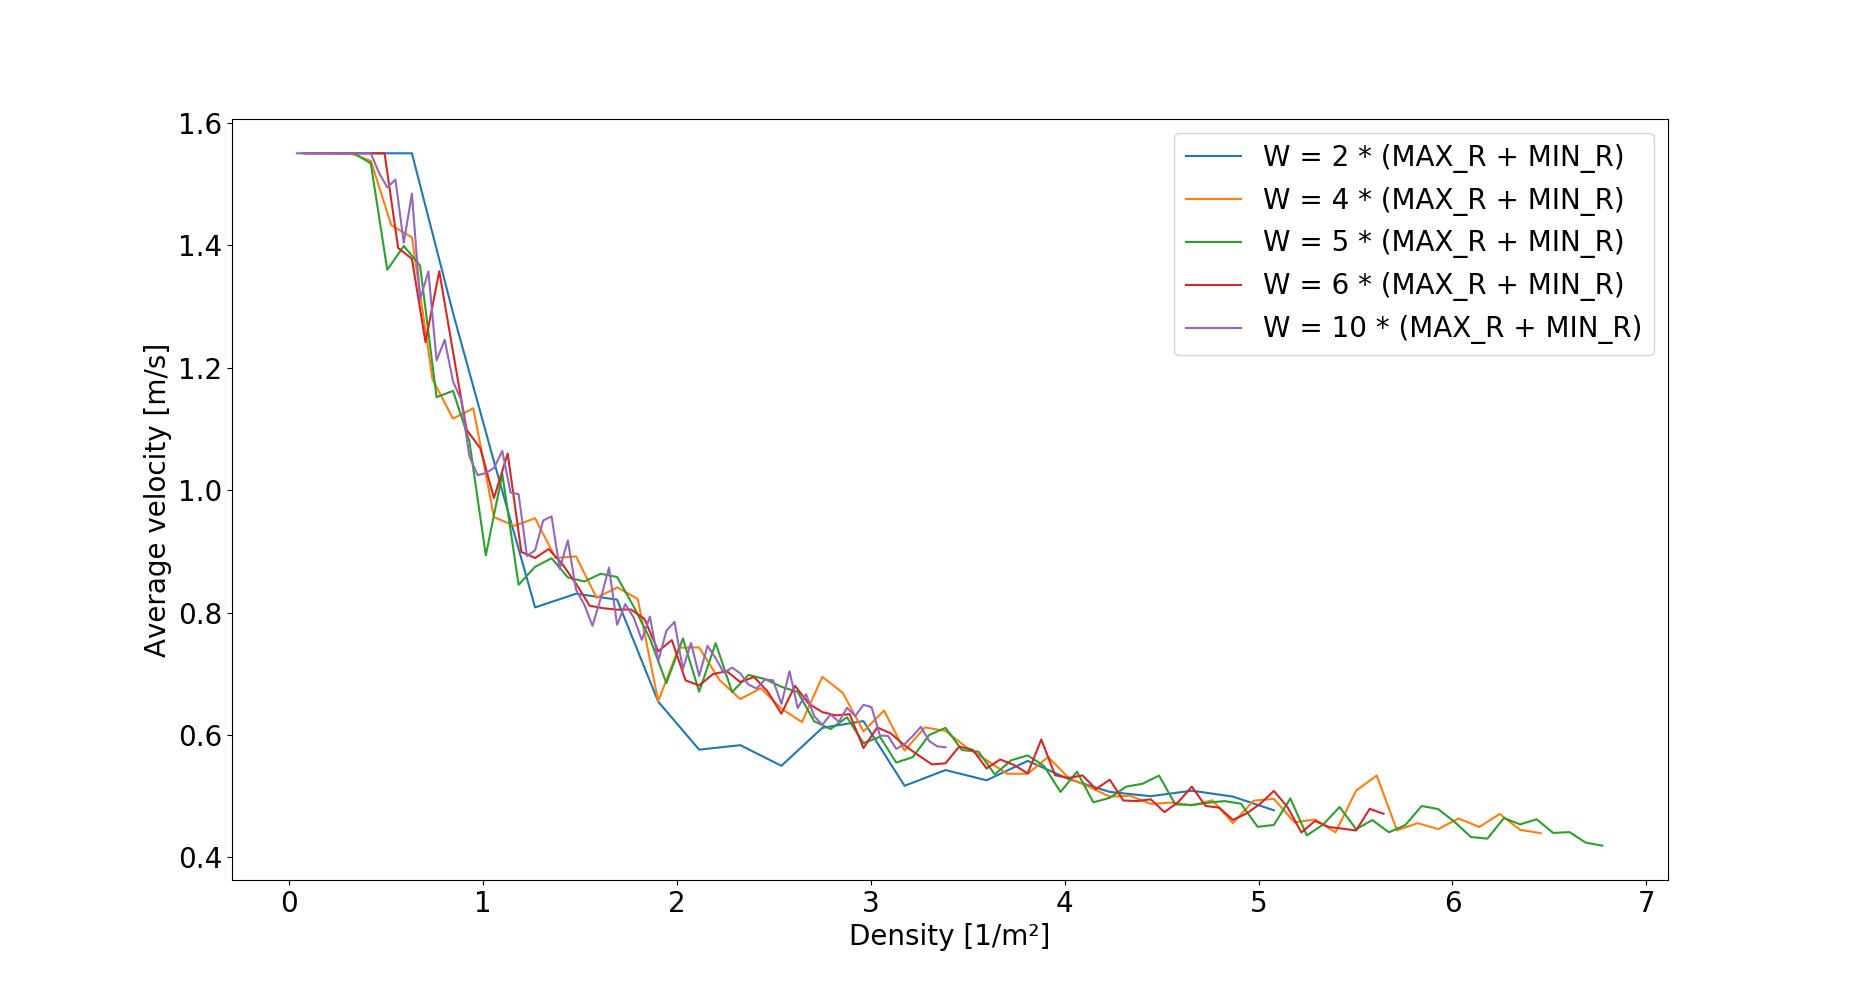 1.6
1.4
1.2
1.0
0.8
0.6
0.4
Average velocity [m/s]
W = 2 * (MAX_R + MIN_R)
W = 4 * (MAX_R + MIN_R)
W = 5 * (MAX_R + MIN_R)
W = 6 * (MAX_R + MIN_R)
W = 10 * (MAX_R + MIN_R)
0 1 2 3 4 5 6 7
Density [1/m²]